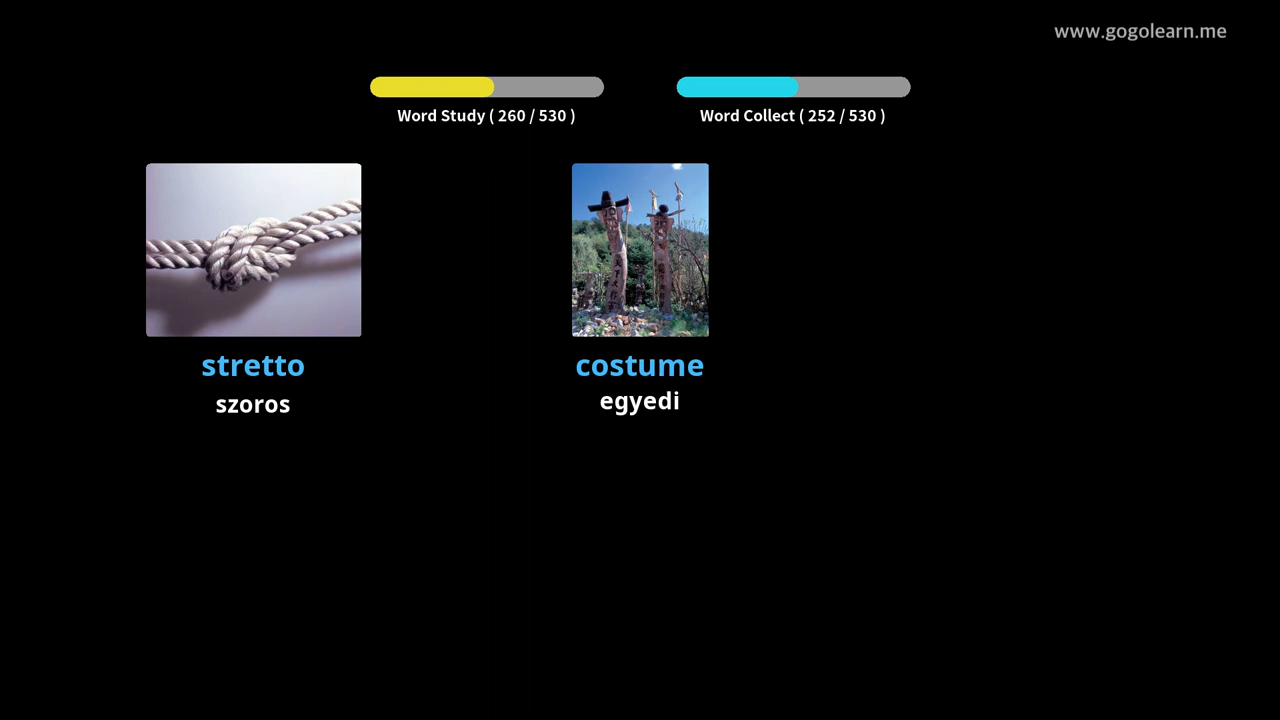 www.gogolearn.me
Word Study ( 260 / 530 )
Word Collect ( 252 / 530 )
stretto
szoros
costume
egyedi